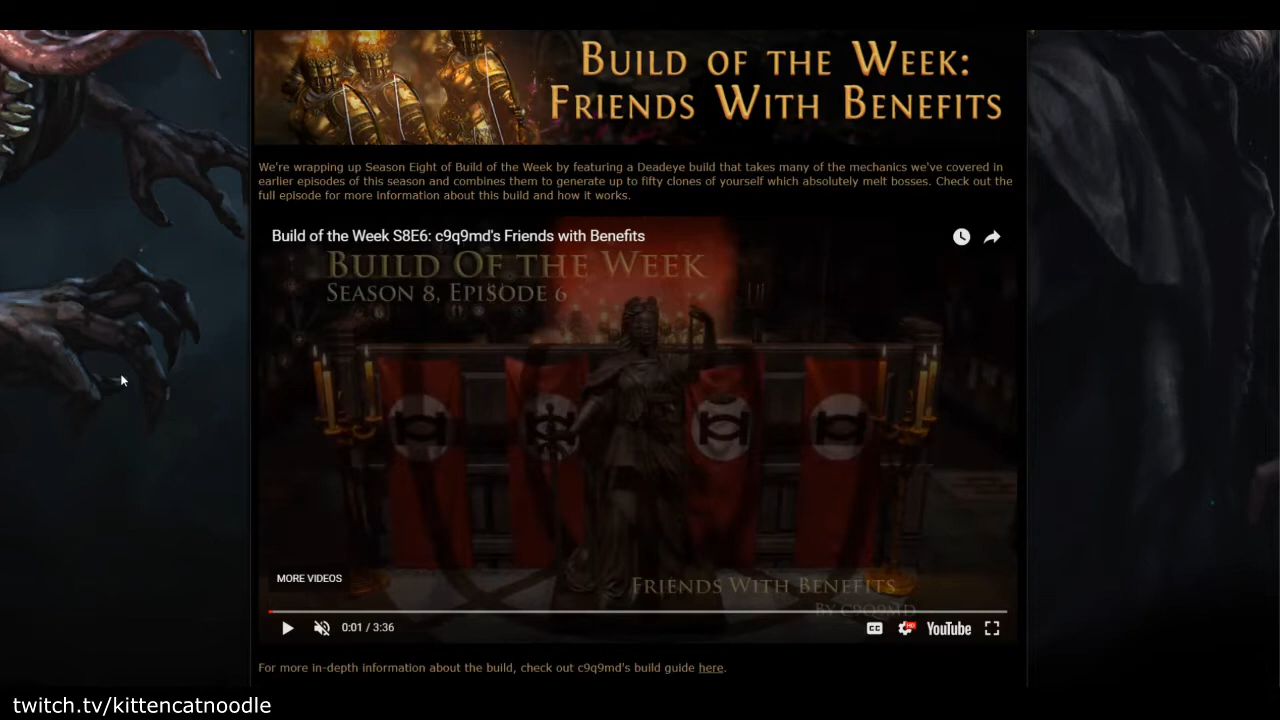 BUILD OF THE WEEK:
FRIENDS WITH BENEFITS
We're wrapping up Season Eight of Build of the Week by featuring a Deadeye build that takes many of the mechanics we've covered in
earlier episodes of this season and combines them to generate up to fifty clones of yourself which absolutely melt bosses. Check out the
full episode for more information about this build and how it works.
Build of the Week S8E6: c9q9md's Friends with Benefits
BUILD OF THE WEEK
SEASON 8, EPISODE 6
MORE VIDEOS
FRIENDS WITH BENEFITS
BY C9Q9MD
0:01 / 3:36
CC
HD
YouTube
For more in-depth information about the build, check out c9q9md's build guide here.
twitch.tv/kittencatnoodle